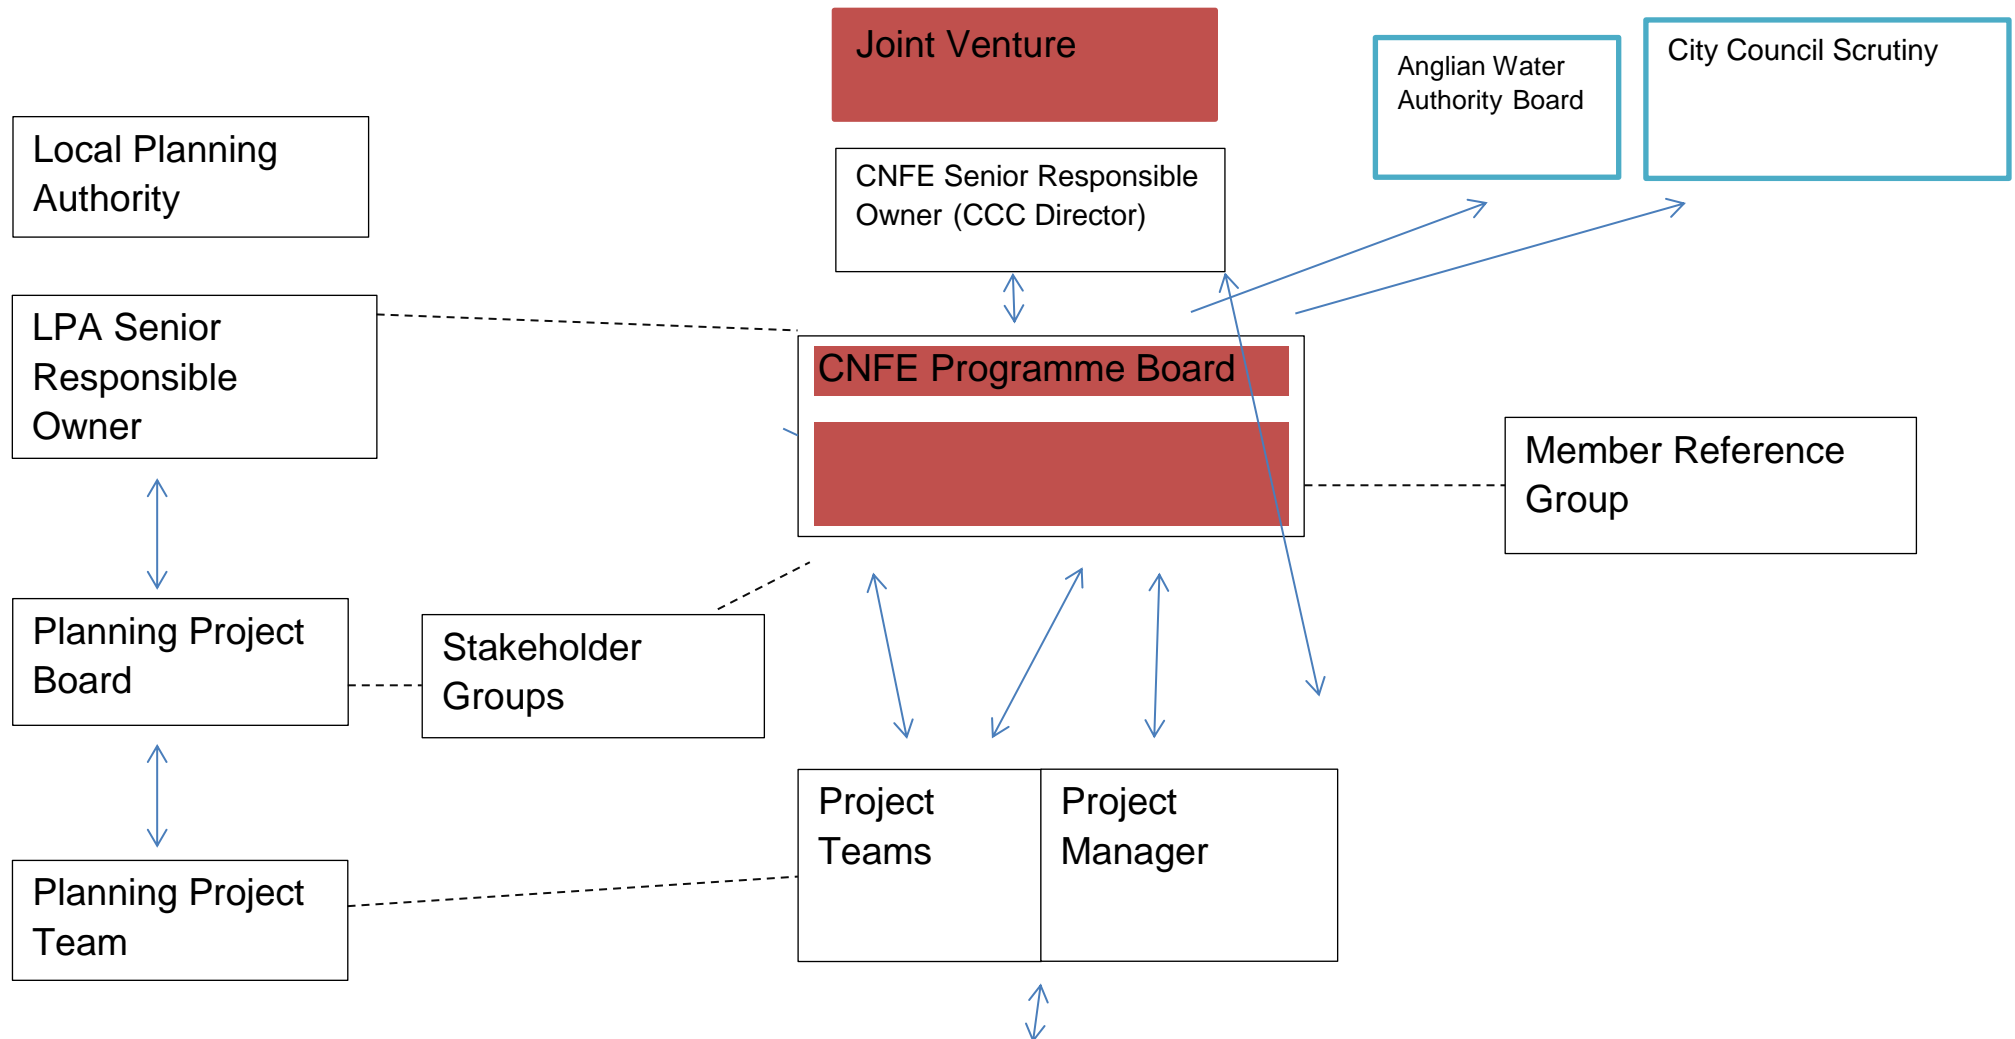 Joint Venture
Anglian Water
Authority Board
City Council Scrutiny
Local Planning
Authority
CNFE Senior Responsible
Owner (CCC Director)
LPA Senior
Responsible
Owner
CNFE Programme Board
Member Reference
Group
Planning Project
Board
Stakeholder
Groups
Project
Teams
Project
Manager
Planning Project
Team